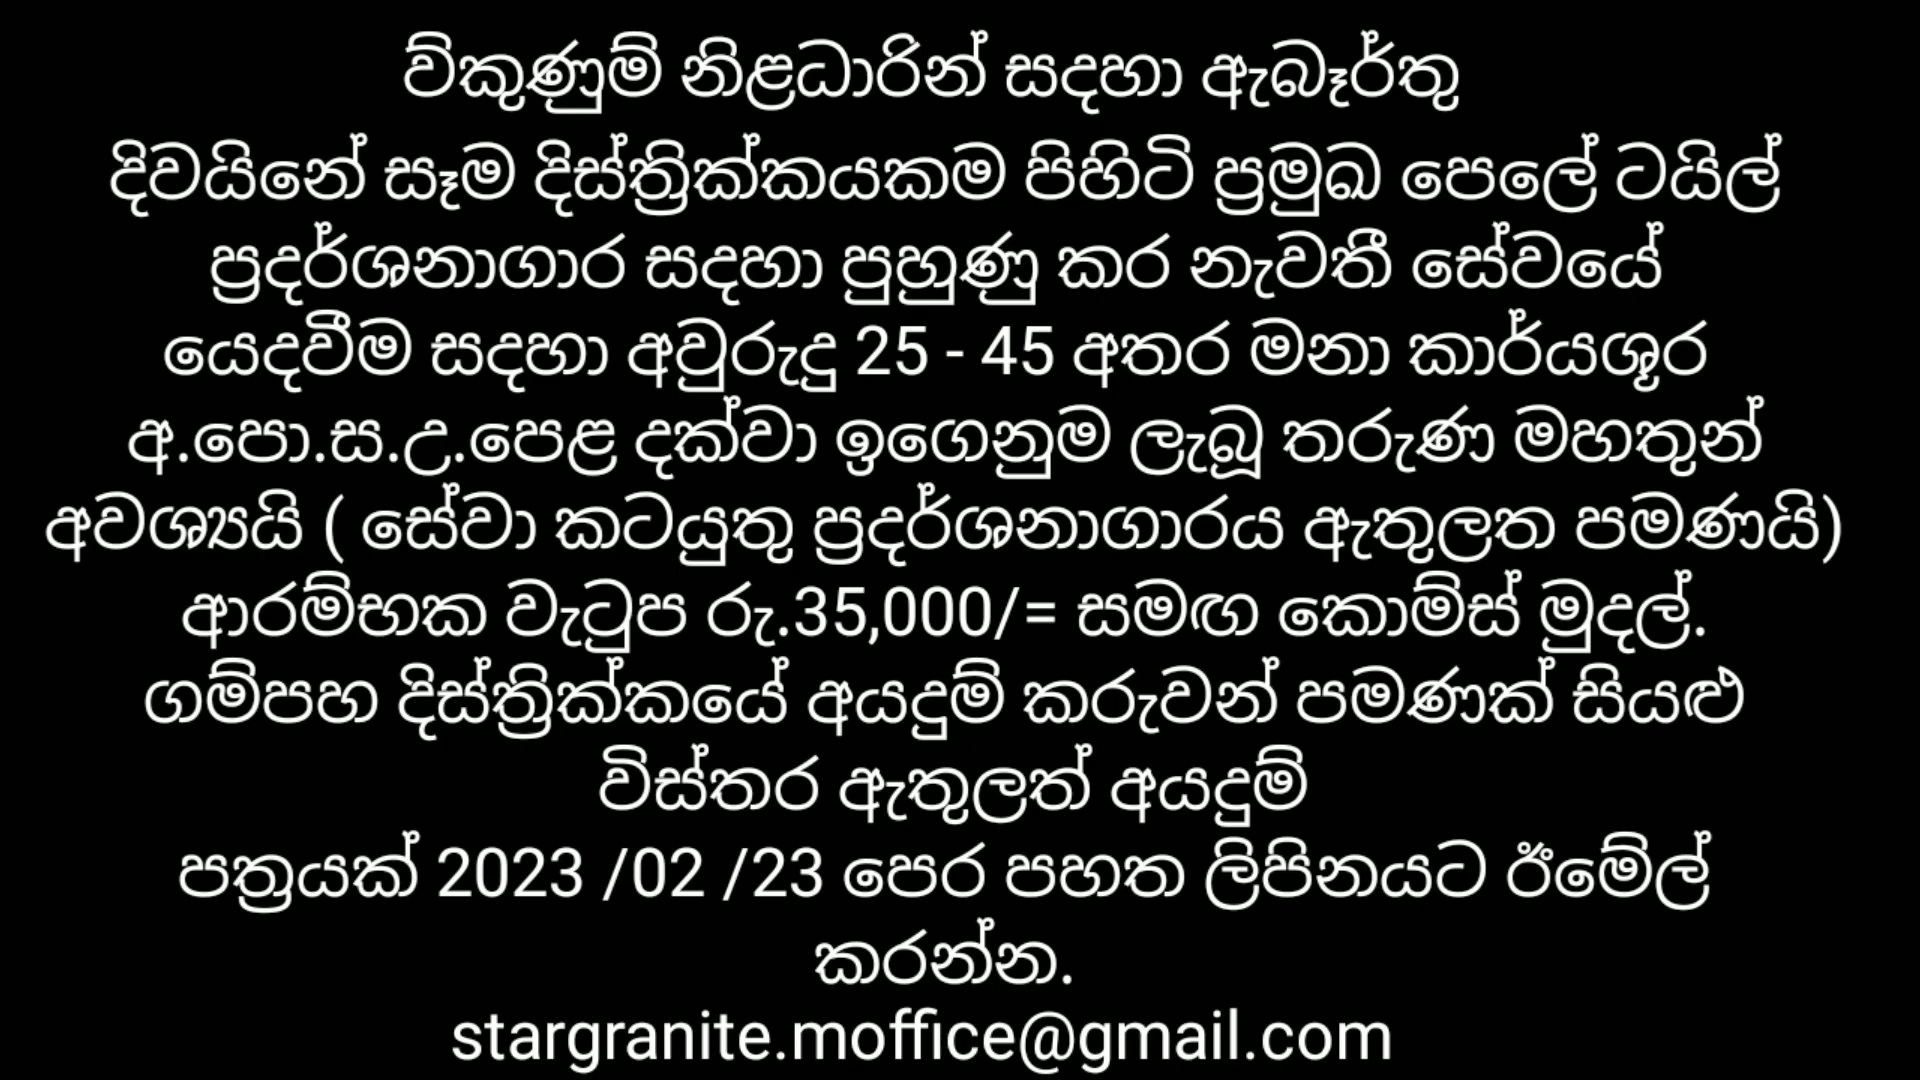 ව්කුණුම් නිළධාරින් සදහා ඇබෑර්තු
දිවයිනේ සෑම දිස්ත්‍රික්කයකම පිහිටි ප්‍රමුඛ පෙලේ ටයිල්
ප්‍රදර්ශනාගාර සදහා පුහුණු කර නැවතී සේවයේ
යෙදවීම සදහා අවුරුදු 25 - 45 අතර මනා කාර්යශූර
අ.පො.ස.උ.පෙළ දක්වා ඉගෙනුම ලැබූ තරුණ මහතුන්
අවශ්‍යයි ( සේවා කටයුතු ප්‍රදර්ශනාගාරය ඇතුලත පමණයි)
ආරම්භක වැටුප රු.35,000/= සමඟ කොමිස් මුදල්.
ගම්පහ දිස්ත්‍රික්කයේ අයදුම් කරුවන් පමණක් සියළු
විස්තර ඇතුලත් අයදුම්
පත්‍රයක් 2023 /02 /23 පෙර පහත ලිපිනයට ඊමේල්
කරන්න.
stargranite.moffice@gmail.com